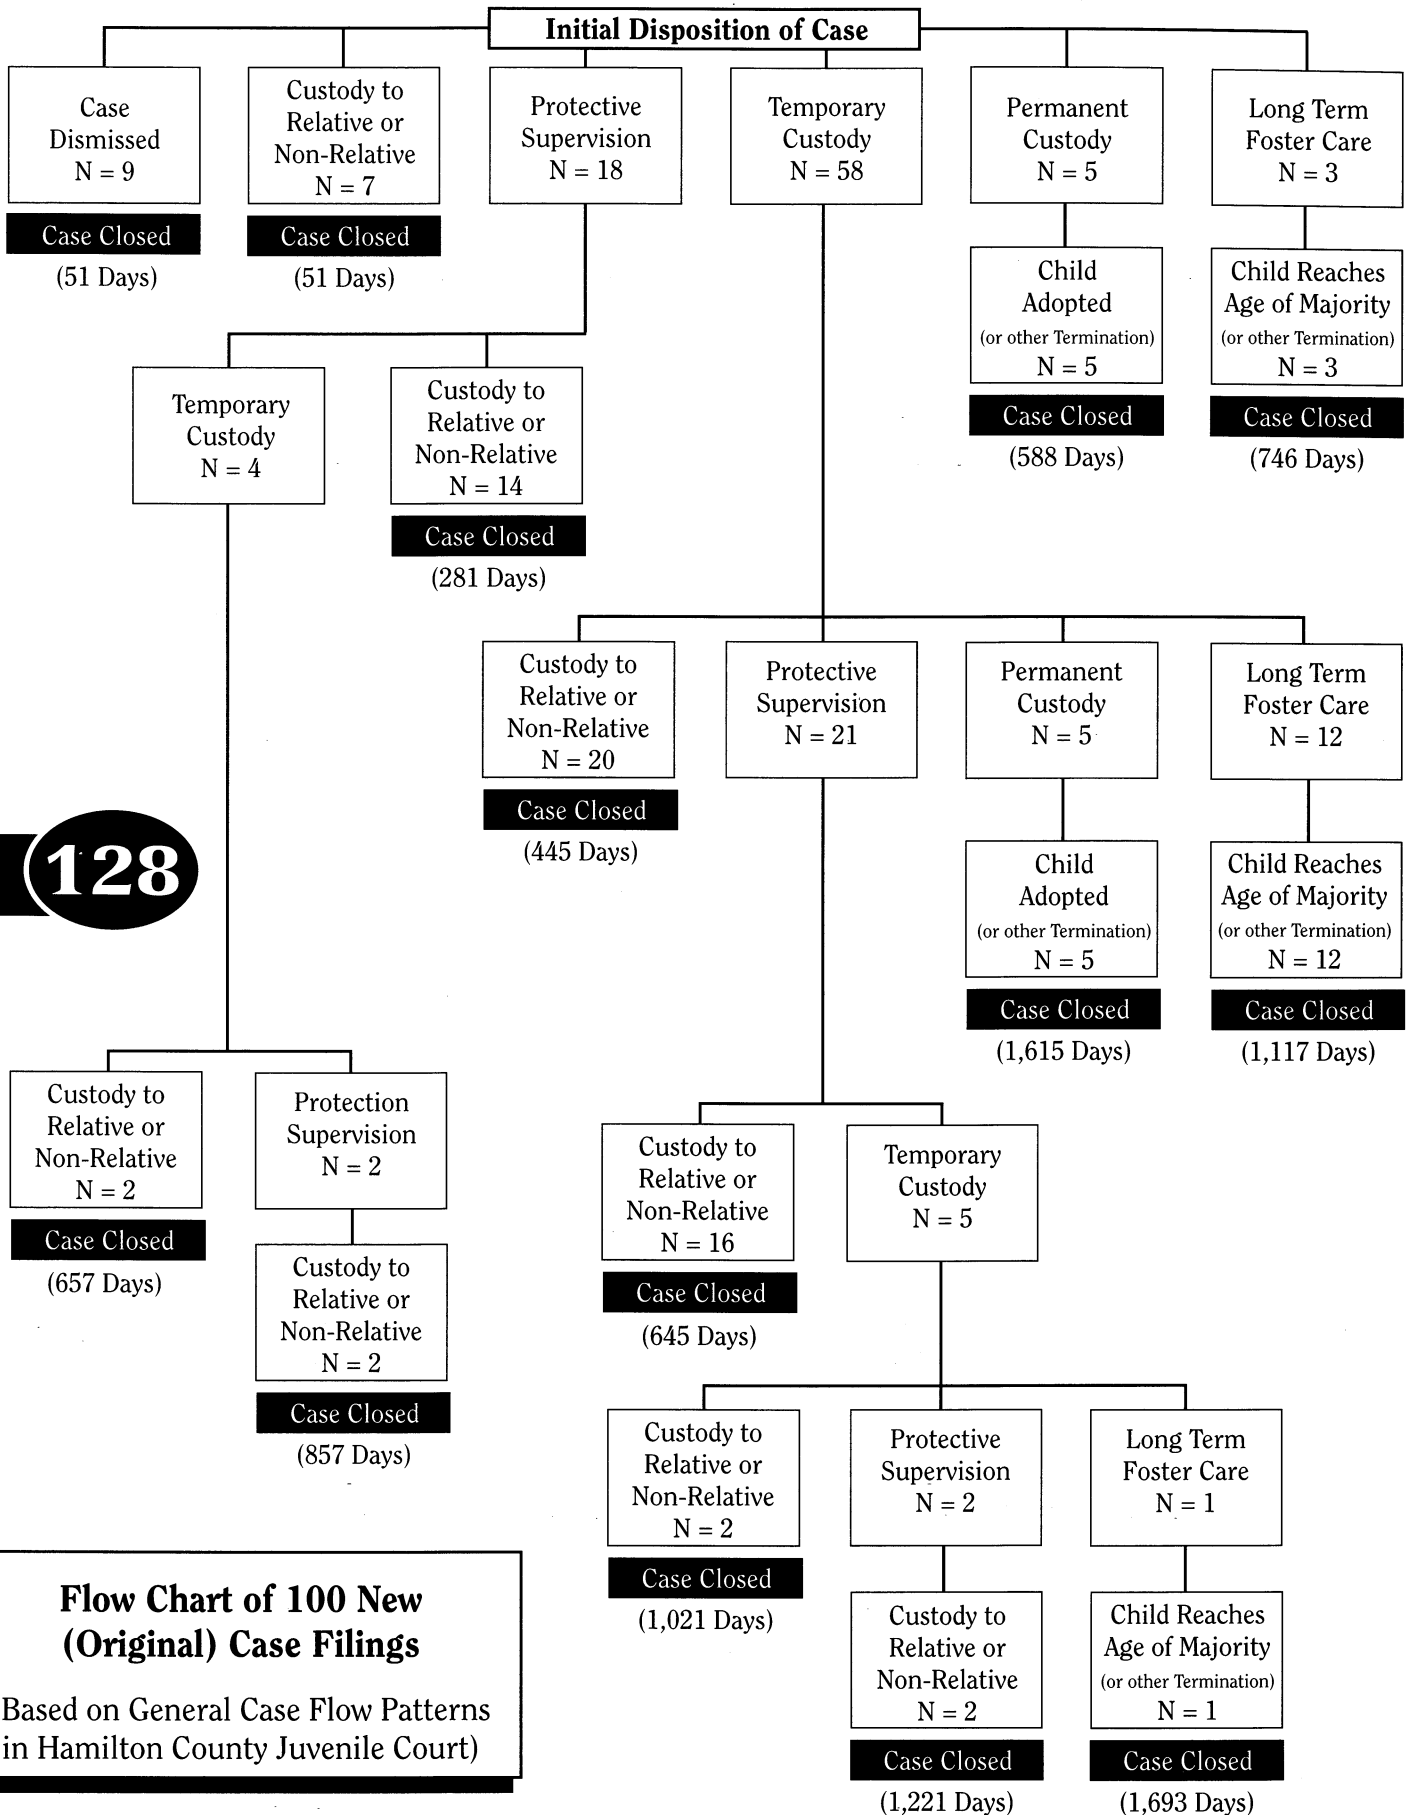 Initial Disposition of Case
Case
Dismissed
N = 9
Case Closed
(51 Days)
Custody to
Relative or
Non-Relative
N = 7
Case Closed
(51 Days)
Protective
Supervision
N = 18
Temporary
Custody
N = 58
Permanent
Custody
N = 5
Child
Adopted
(or other Termination)
N = 5
Case Closed
(588 Days)
Long Term
Foster Care
N = 3
Child Reaches
Age of Majority
(or other Termination)
N = 3
Case Closed
(746 Days)
Temporary
Custody
N = 4
Custody to
Relative or
Non-Relative
N = 14
Case Closed
(281 Days)
Custody to
Relative or
Non-Relative
N = 20
Case Closed
(445 Days)
Protective
Supervision
N = 21
Permanent
Custody
N = 5
Child
Adopted
(or other Termination)
N = 5
Case Closed
(1,615 Days)
Long Term
Foster Care
N = 12
Child Reaches
Age of Majority
(or other Termination)
N = 12
Case Closed
(1,117 Days)
128
Custody to
Relative or
Non-Relative
N = 2
Case Closed
(657 Days)
Protection
Supervision
N = 2
Custody to
Relative or
Non-Relative
N = 2
Case Closed
(857 Days)
Custody to
Relative or
Non-Relative
N = 16
Case Closed
(645 Days)
Temporary
Custody
N = 5
Custody to
Relative or
Non-Relative
N = 2
Case Closed
(1,021 Days)
Protective
Supervision
N = 2
Custody to
Relative or
Non-Relative
N = 2
Case Closed
(1,221 Days)
Long Term
Foster Care
N = 1
Child Reaches
Age of Majority
(or other Termination)
N = 1
Case Closed
(1,693 Days)
Flow Chart of 100 New
(Original) Case Filings
Based on General Case Flow Patterns
in Hamilton County Juvenile Court)